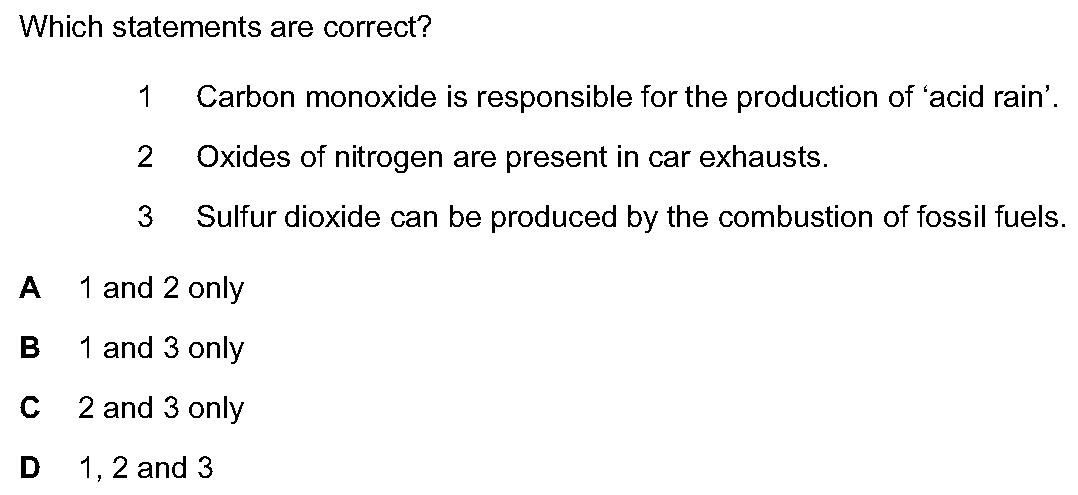 Which statements are correct?
1 Carbon monoxide is responsible for the production of ‘acid rain’.
2 Oxides of nitrogen are present in car exhausts.
3 Sulfur dioxide can be produced by the combustion of fossil fuels.
A 1 and 2 only
B 1 and 3 only
C 2 and 3 only
D 1, 2 and 3